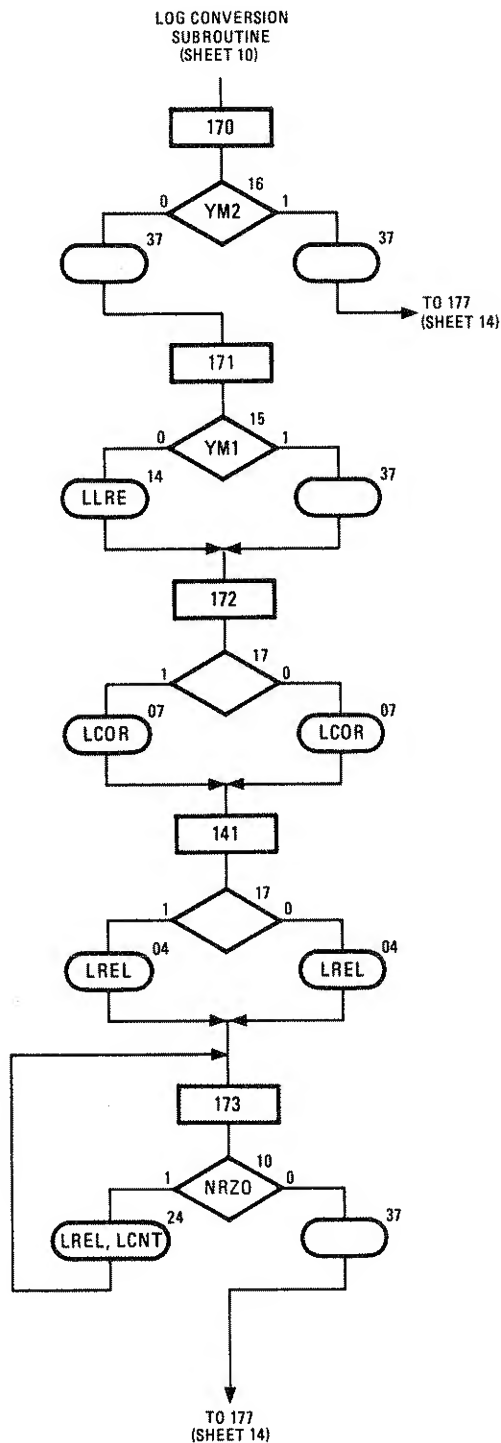 LOG CONVERSION
SUBROUTINE
(SHEET 10)
170
16
0 YM2 1
37 37
TO 177
(SHEET 14)
171
15
0 YM1 1
14 37
LLRE
172
17
1 0
07 07
LCOR LCOR
141
17
1 0
04 04
LREL LREL
173
10
1 NRZO 0
24 37
LREL, LCNT
TO 177
(SHEET 14)